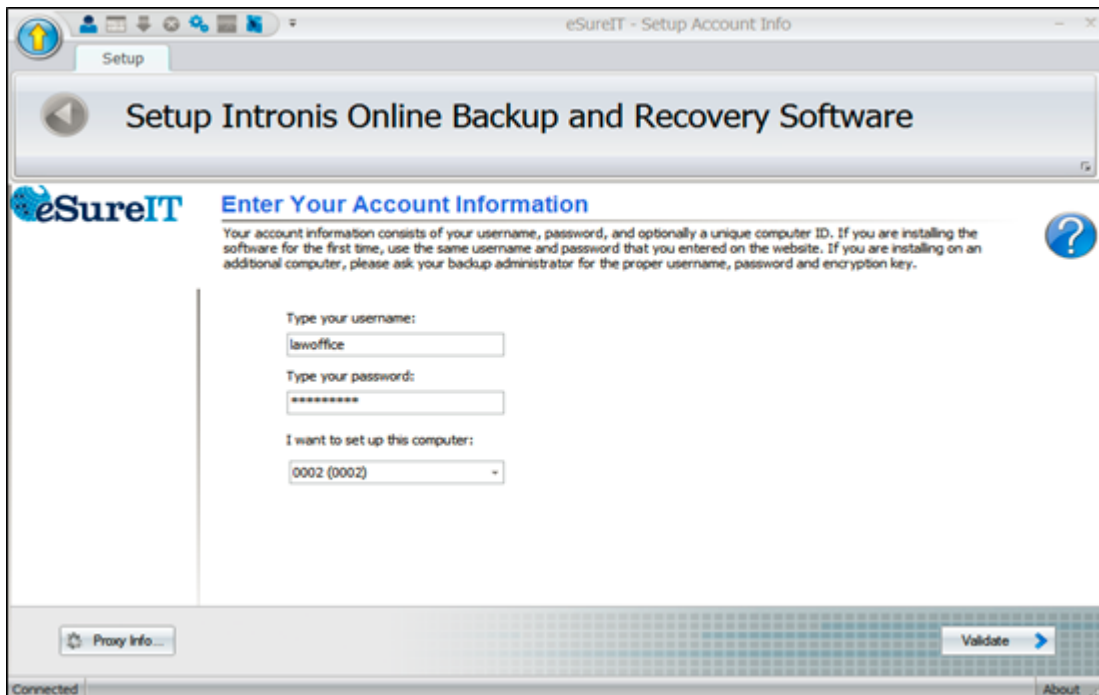 eSureIT - Setup Account Info
Setup
Setup Intronis Online Backup and Recovery Software
eSureIT
Enter Your Account Information
Your account information consists of your username, password, and optionally a unique computer ID. If you are installing the
software for the first time, use the same username and password that you entered on the website. If you are installing on an
additional computer, please ask your backup administrator for the proper username, password and encryption key.
Type your username:
lawoffice
Type your password:
*********
I want to set up this computer:
0002 (0002)
Proxy Info...
Validate
Connected
About